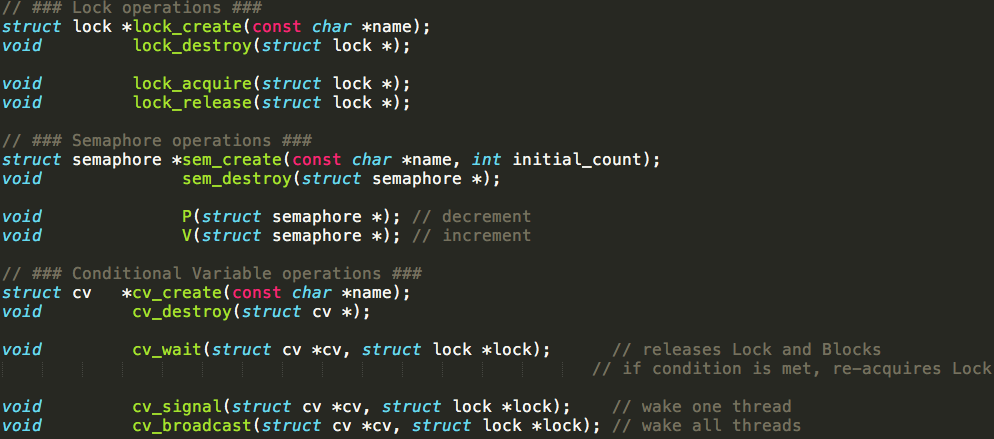 // ### Lock operations ###
struct lock *lock_create(const char *name);
void         lock_destroy(struct lock *);
void         lock_acquire(struct lock *);
void         lock_release(struct lock *);
// ### Semaphore operations ###
struct semaphore *sem_create(const char *name, int initial_count);
void              sem_destroy(struct semaphore *);
void              P(struct semaphore *); // decrement
void              V(struct semaphore *); // increment
// ### Conditional Variable operations ###
struct cv   *cv_create(const char *name);
void         cv_destroy(struct cv *);
void         cv_wait(struct cv *cv, struct lock *lock);      // releases Lock and Blocks
                                                           // if condition is met, re-acquires Lock
void         cv_signal(struct cv *cv, struct lock *lock);    // wake one thread
void         cv_broadcast(struct cv *cv, struct lock *lock); // wake all threads